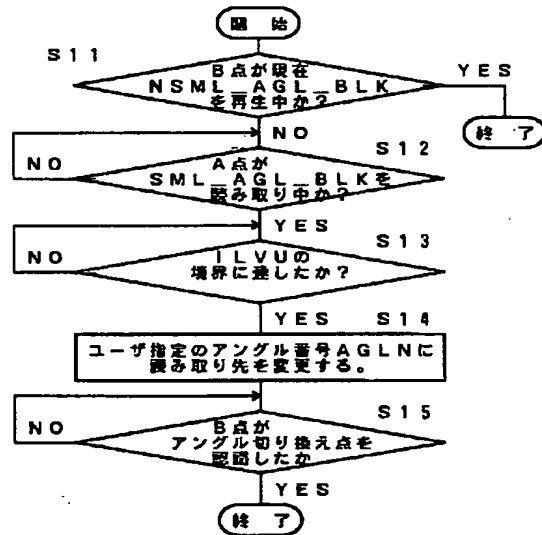 開 始
S11
B点が現在
NSML_AGL_BLK
を再生中か?
YES
終 了
NO
S12
NO
A点が
SML_AGL_BLKを
読み取り中か?
YES
S13
NO
ILVUの
境界に達したか?
YES
S14
ユーザ指定のアングル番号AGLNに
読み取り先を変更する。
S15
NO
B点が
アングル切り換え点を
認識したか
YES
終 了